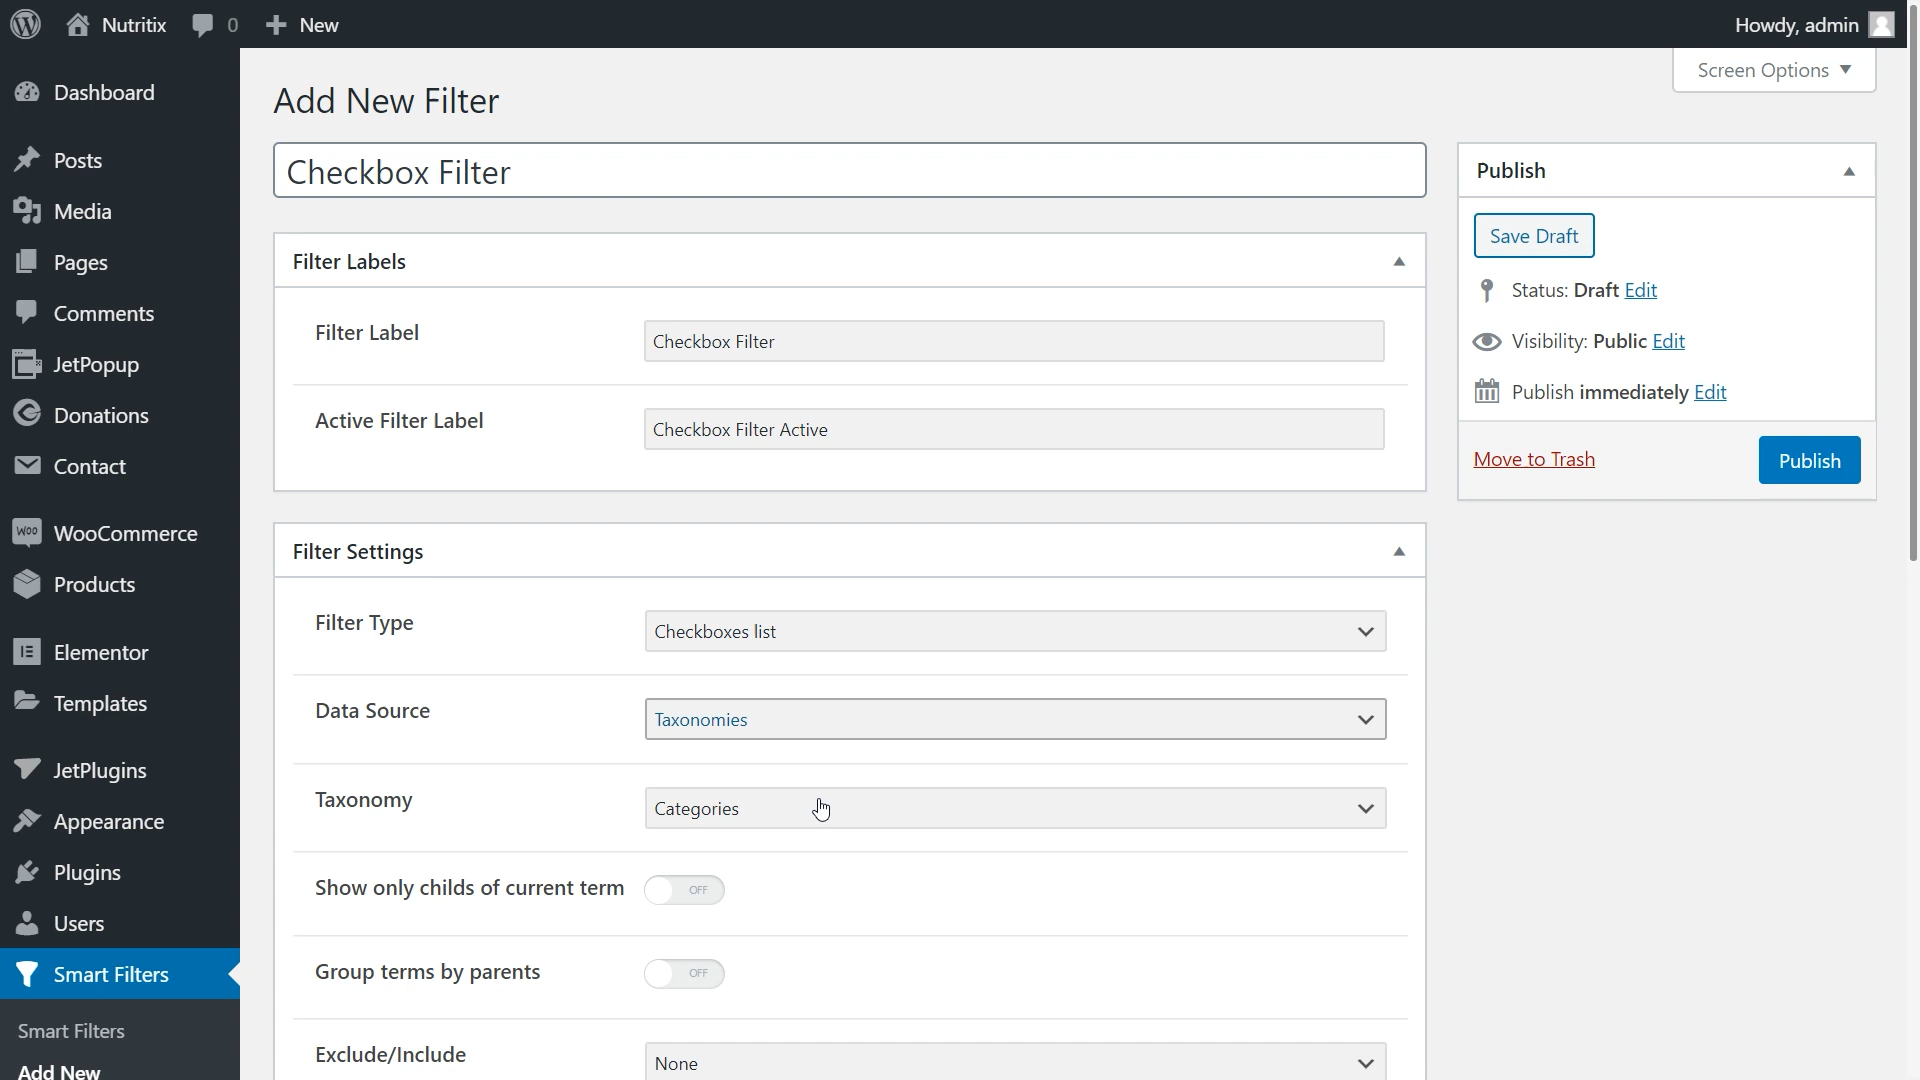 Nutritix 0 New Howdy, admin
Screen Options
Dashboard
Posts
Media
Pages
Comments
JetPopup
Donations
Contact
WooCommerce
Products
Elementor
Templates
JetPlugins
Appearance
Plugins
Users
Smart Filters
Smart Filters
Add New
Add New Filter
Checkbox Filter
Filter Labels
Filter Label Checkbox Filter
Active Filter Label Checkbox Filter Active
Filter Settings
Filter Type Checkboxes list
Data Source Taxonomies
Taxonomy Categories
Show only childs of current term OFF
Group terms by parents OFF
Exclude/Include None
Publish
Save Draft
Status: Draft Edit
Visibility: Public Edit
Publish immediately Edit
Move to Trash Publish